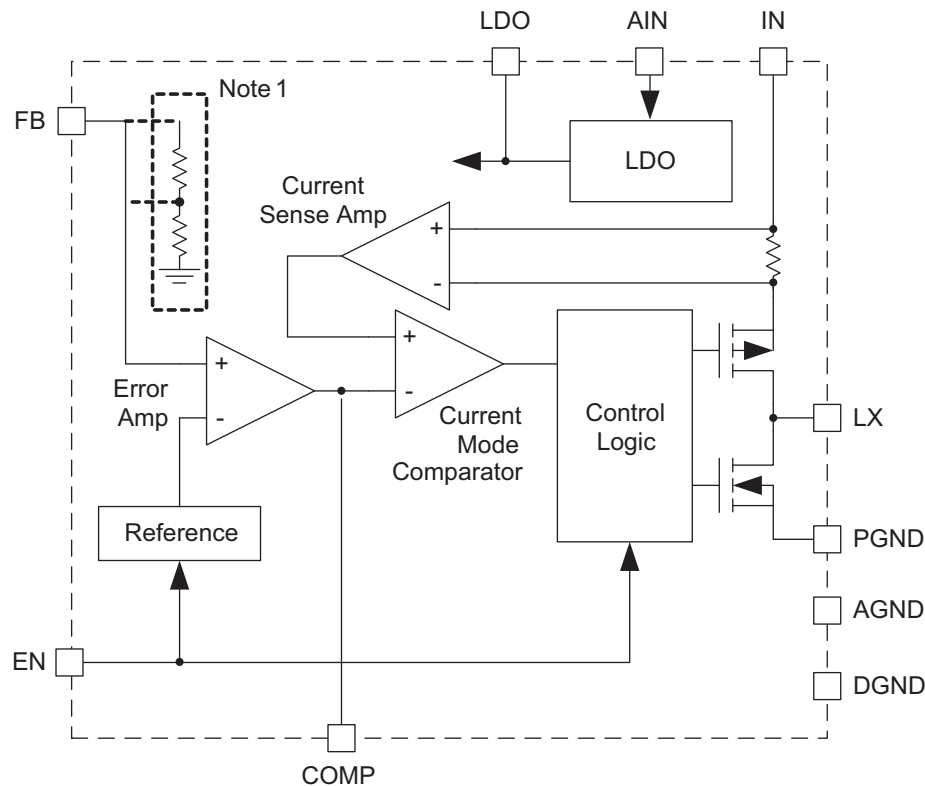 LDO AIN IN
Note 1
FB
LDO
Current
Sense Amp
+
-
+
-
+
-
Error
Amp
Current
Mode
Comparator
Control
Logic
LX
Reference
PGND
AGND
EN
DGND
COMP